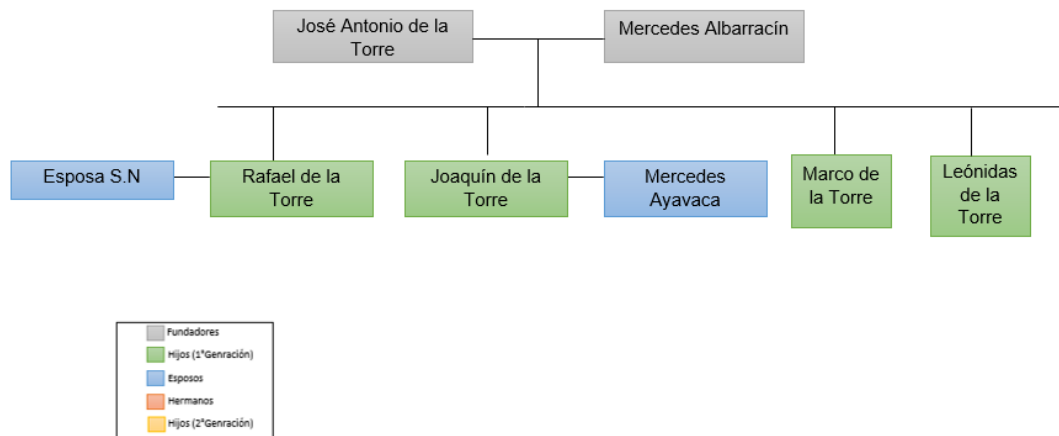 José Antonio de la
Torre
Mercedes Albarracín
Esposa S.N
Rafael de la
Torre
Joaquín de la
Torre
Mercedes
Ayavaca
Marco de
la Torre
Leónidas
de la
Torre
Fundadores
Hijos (1°Genración)
Esposos
Hermanos
Hijos (2°Genración)